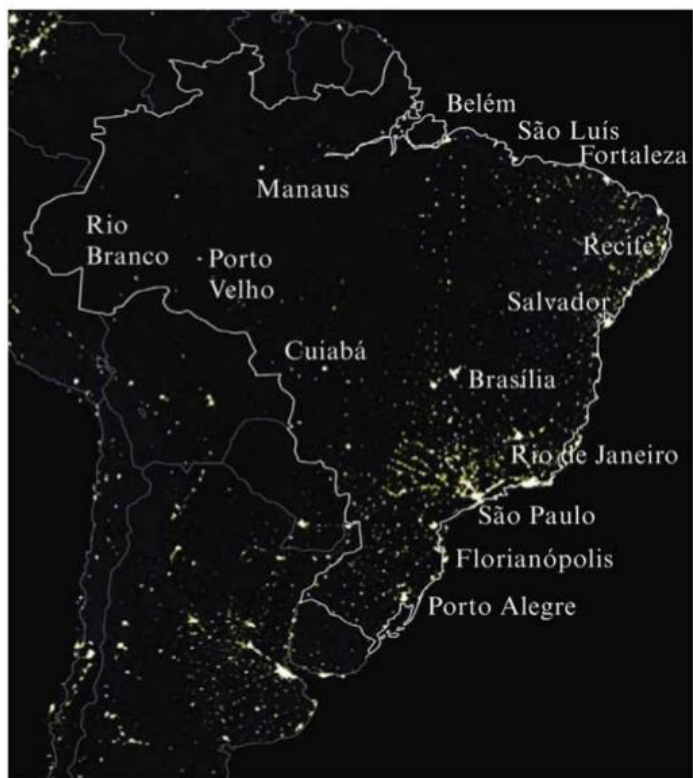 Belém
São Luís
Fortaleza
Manaus
Rio
Branco
Porto
Velho
Recife
Salvador
Cuiabá
Brasília
Rio de Janeiro
São Paulo
Florianópolis
Porto Alegre